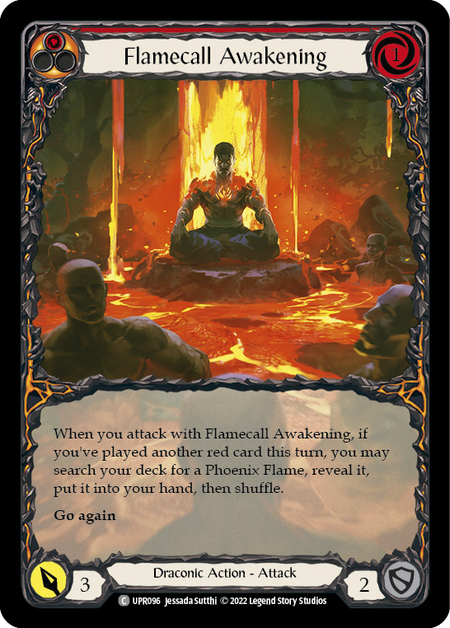 Flamecall Awakening
1
When you attack with Flamecall Awakening, if
you've played another red card this turn, you may
search your deck for a Phoenix Flame, reveal it,
put it into your hand, then shuffle.
Go again
3
Draconic Action - Attack
2
C UPR096 Jessada Sutthi © 2022 Legend Story Studios